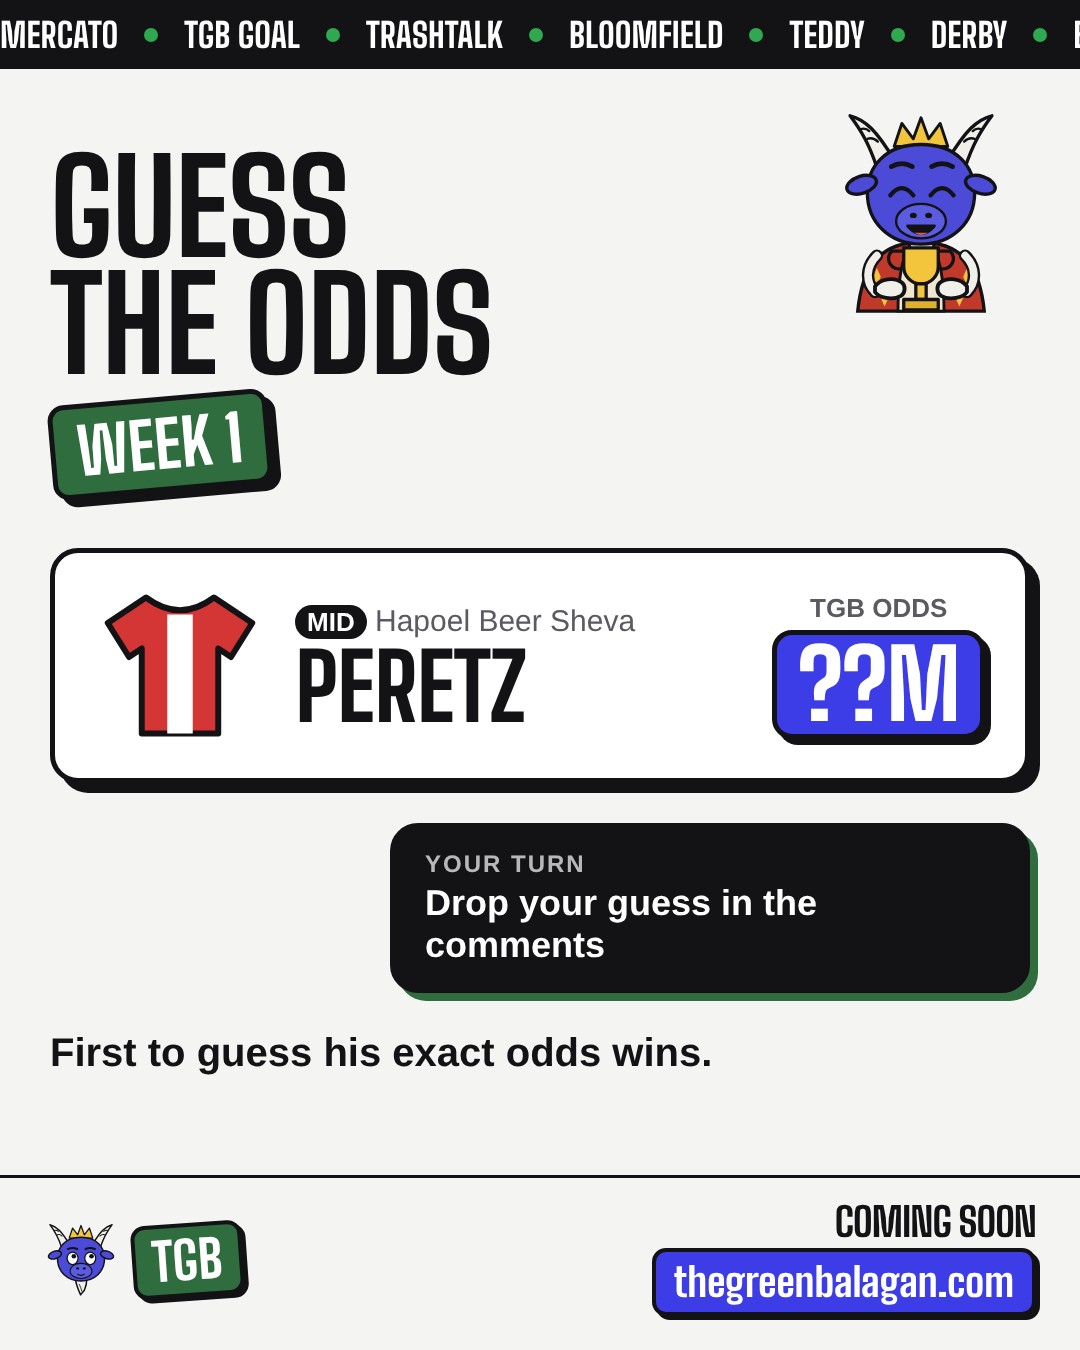 MERCATO • TGB GOAL • TRASHTALK • BLOOMFIELD • TEDDY • DERBY •
GUESS
THE ODDS
WEEK 1
MID Hapoel Beer Sheva
PERETZ
TGB ODDS
??M
YOUR TURN
Drop your guess in the
comments
First to guess his exact odds wins.
TGB
COMING SOON
thegreenbalagan.com